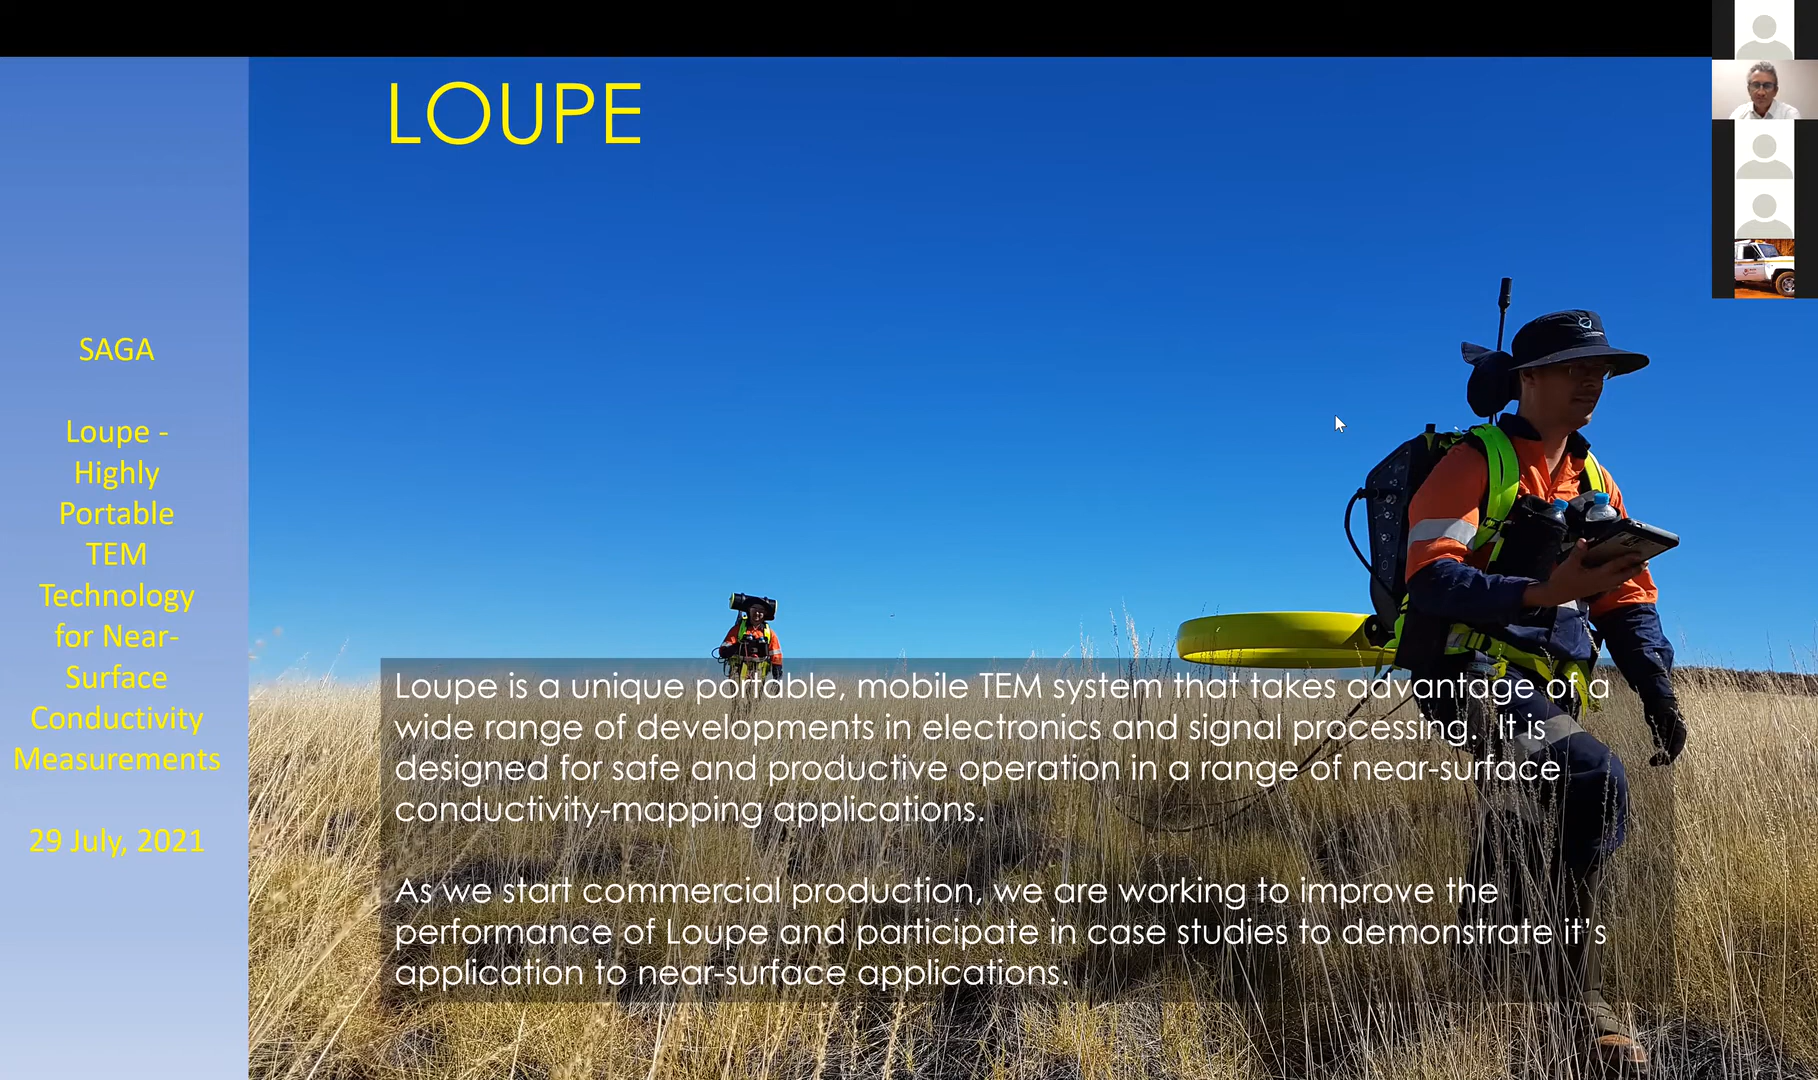 LOUPE
SAGA
Loupe -
Highly
Portable
TEM
Technology
for Near-
Surface
Conductivity
Measurements
29 July, 2021
Loupe is a unique portable, mobile TEM system that takes advantage of a
wide range of developments in electronics and signal processing.  It is
designed for safe and productive operation in a range of near-surface
conductivity-mapping applications.
As we start commercial production, we are working to improve the
performance of Loupe and participate in case studies to demonstrate it's
application to near-surface applications.